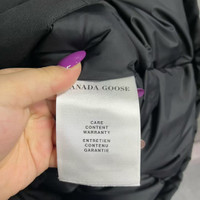 ANADA GOOSE
CARE
CONTENT
WARRANTY
ENTRETIEN
CONTENU
GARANTIE